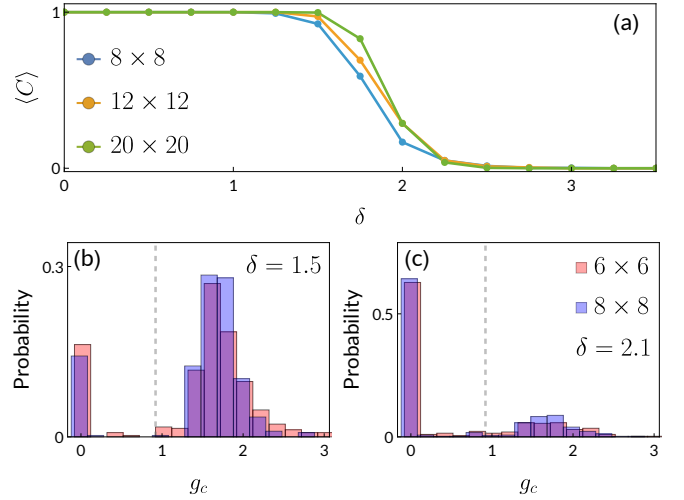 (a)
1
⟨C⟩
8 × 8
12 × 12
20 × 20
0
0 1 2 3
δ
(b)
δ = 1.5
0.3
Probability
0
0 1 2 3
g_c
(c)
6 × 6
8 × 8
δ = 2.1
0.5
Probability
0
0 1 2 3
g_c